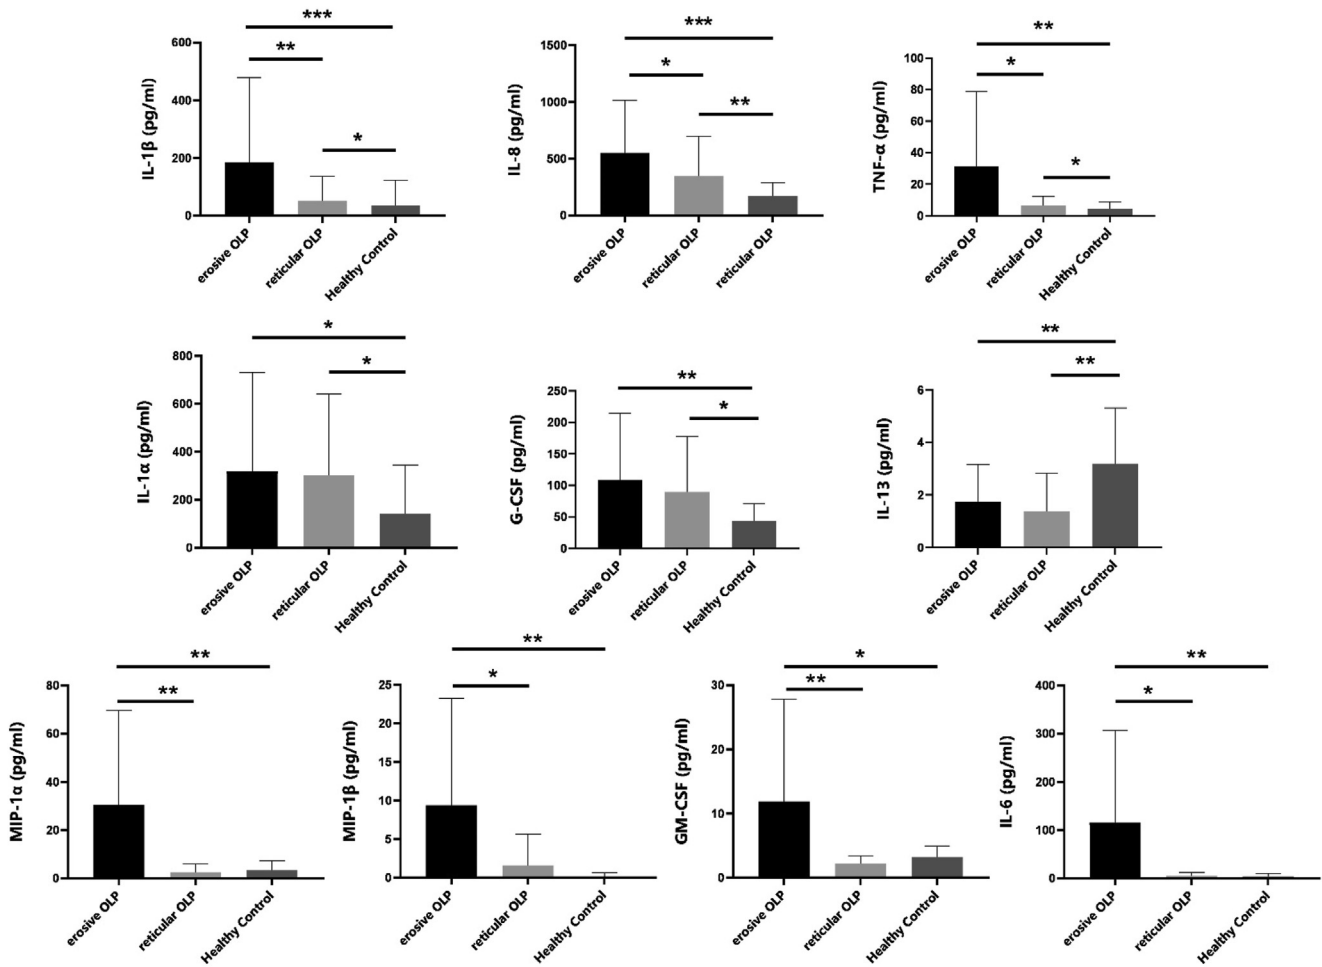 ***
**
*
IL-1β (pg/ml)
600
400
200
0
erosive OLP
reticular OLP
Healthy Control
***
*
**
IL-8 (pg/ml)
1500
1000
500
0
erosive OLP
reticular OLP
reticular OLP
**
*
*
TNF-α (pg/ml)
100
80
60
40
20
0
erosive OLP
reticular OLP
Healthy Control
*
*
IL-1α (pg/ml)
800
600
400
200
0
erosive OLP
reticular OLP
Healthy Control
**
*
G-CSF (pg/ml)
250
200
150
100
50
0
erosive OLP
reticular OLP
Healthy Control
**
**
IL-13 (pg/ml)
6
4
2
0
erosive OLP
reticular OLP
Healthy Control
**
**
MIP-1α (pg/ml)
80
60
40
20
0
erosive OLP
reticular OLP
Healthy Control
**
*
MIP-1β (pg/ml)
25
20
15
10
5
0
erosive OLP
reticular OLP
Healthy Control
*
**
GM-CSF (pg/ml)
30
20
10
0
erosive OLP
reticular OLP
Healthy Control
**
*
IL-6 (pg/ml)
400
300
200
100
0
erosive OLP
reticular OLP
Healthy Control